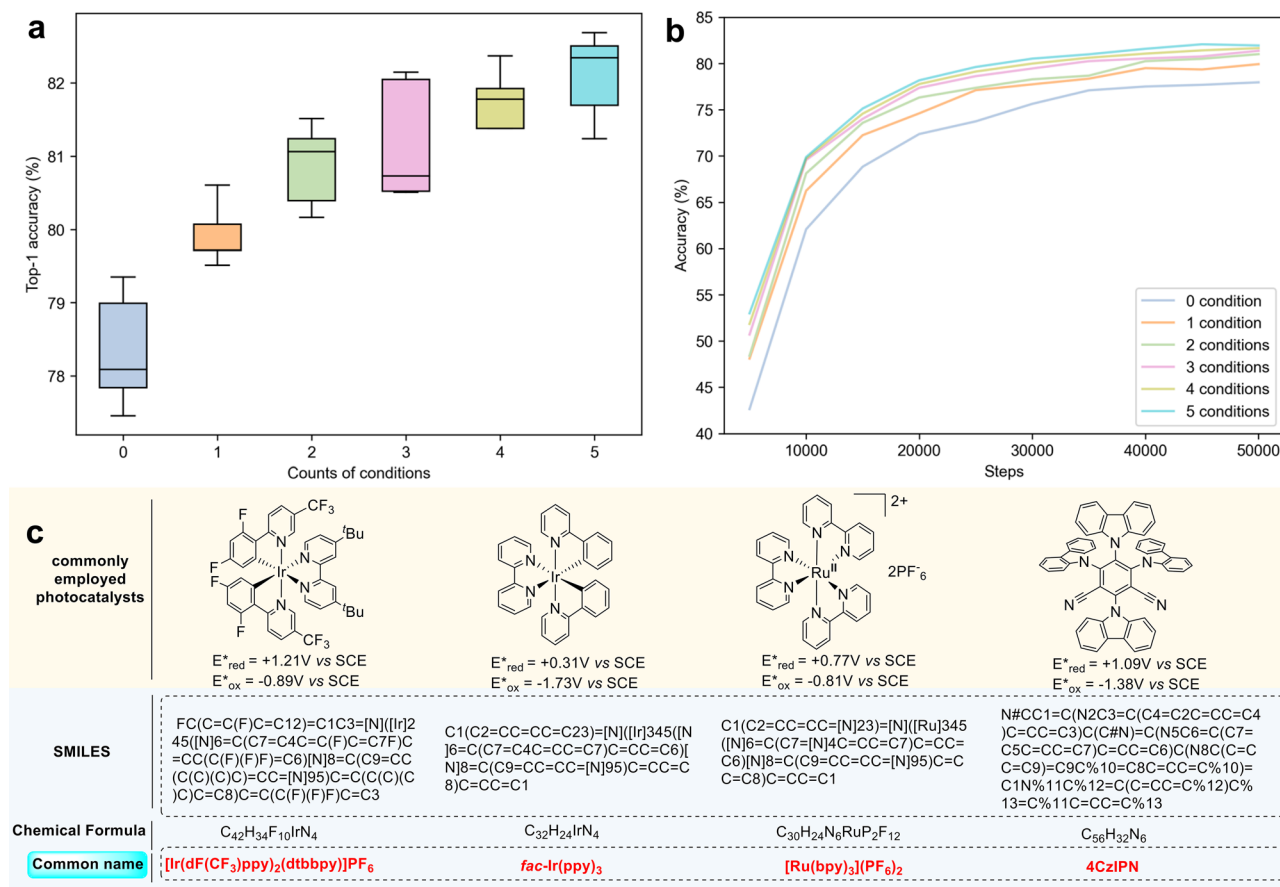 a
Top-1 accuracy (%)
82
81
80
79
78
0 1 2 3 4 5
Counts of conditions
b
Accuracy (%)
85
80
75
70
65
60
55
50
45
40
10000 20000 30000 40000 50000
Steps
0 condition
1 condition
2 conditions
3 conditions
4 conditions
5 conditions
c
commonly
employed
photocatalysts
CF3
F
tBu
N
N
Ir
N
F
F
N
tBu
F
CF3
E*red = +1.21V vs SCE
E*ox = -0.89V vs SCE
N
N
Ir
N
N
E*red = +0.31V vs SCE
E*ox = -1.73V vs SCE
2+
N
N
N
RuII
N
N
N
2PF-6
E*red = +0.77V vs SCE
E*ox = -0.81V vs SCE
N
N
N
N
N
N
E*red = +1.09V vs SCE
E*ox = -1.38V vs SCE
SMILES
FC(C=C(F)C=C12)=C1C3=[N]([Ir]2
45([N]6=C(C7=C4C=C(F)C=C7F)C
=CC(C(F)(F)F)=C6)[N]8=C(C9=CC
(C(C)(C)C)=CC=[N]95)C=C(C(C)(C
)C)C=C8)C=C(C(F)(F)F)C=C3
C1(C2=CC=CC=C23)=[N]([Ir]345([N
]6=C(C7=C4C=CC=C7)C=CC=C6)[
N]8=C(C9=CC=CC=[N]95)C=CC=C
8)C=CC=C1
C1(C2=CC=CC=[N]23)=[N]([Ru]345
([N]6=C(C7=[N]4C=CC=C7)C=CC=
C6)[N]8=C(C9=CC=CC=[N]95)C=C
C=C8)C=CC=C1
N#CC1=C(N2C3=C(C4=C2C=CC=C4
)C=CC=C3)C(C#N)=C(N5C6=C(C7=
C5C=CC=C7)C=CC=C6)C(N8C(C=C
C=C9)=C9C%10=C8C=CC=C%10)=
C1N%11C%12=C(C=CC=C%12)C%
13=C%11C=CC=C%13
Chemical Formula
C42H34F10IrN4
C32H24IrN4
C30H24N6RuP2F12
C56H32N6
Common name
[Ir(dF(CF3)ppy)2(dtbbpy)]PF6
fac-Ir(ppy)3
[Ru(bpy)3](PF6)2
4CzIPN